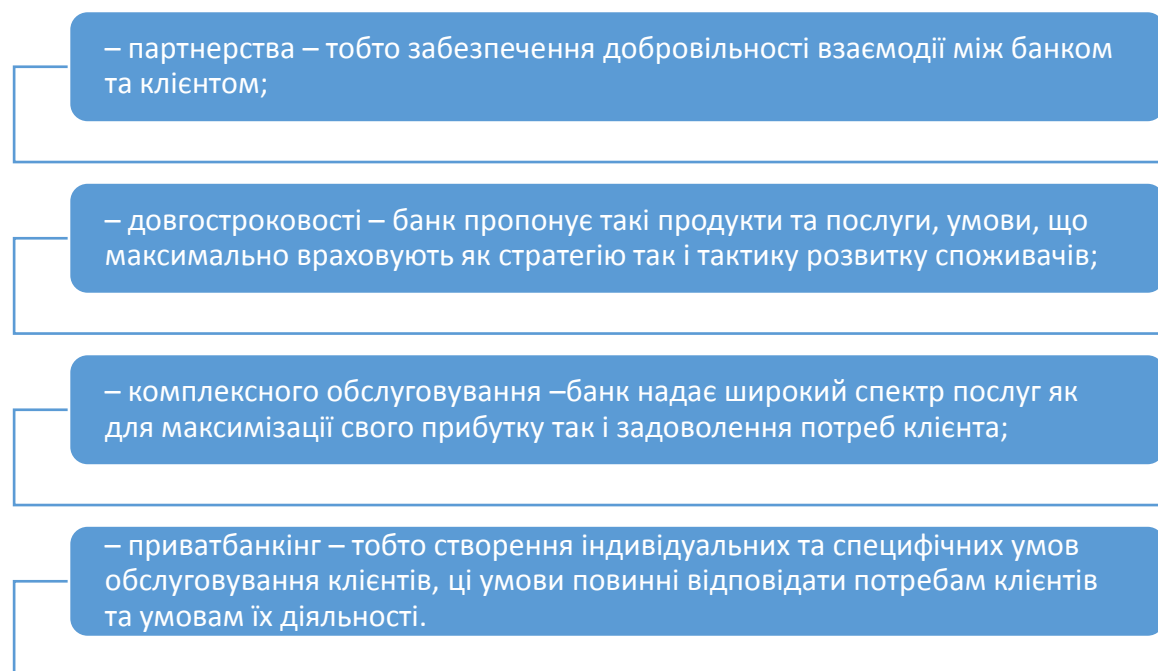 – партнерства – тобто забезпечення добровільності взаємодії між банком
та клієнтом;
– довгостроковості – банк пропонує такі продукти та послуги, умови, що
максимально враховують як стратегію так і тактику розвитку споживачів;
– комплексного обслуговування –банк надає широкий спектр послуг як
для максимізації свого прибутку так і задоволення потреб клієнта;
– приватбанкінг – тобто створення індивідуальних та специфічних умов
обслуговування клієнтів, ці умови повинні відповідати потребам клієнтів
та умовам їх діяльності.